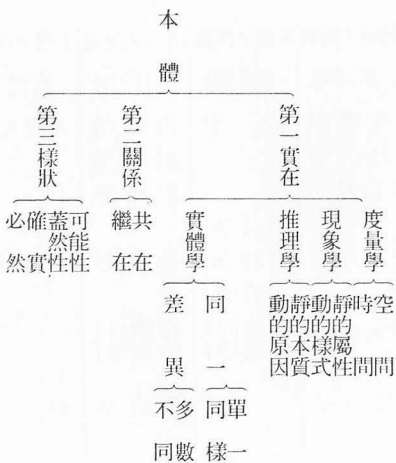 本體
第一實在
度量學
空間
時間
現象學
靜的屬性
動的樣式
推理學
靜的本質
動的原因
實體學
同一
單一
同樣
差異
多數
不同
第二關係
共在
繼在
第三樣狀
可能性
蓋然性
確實
必然